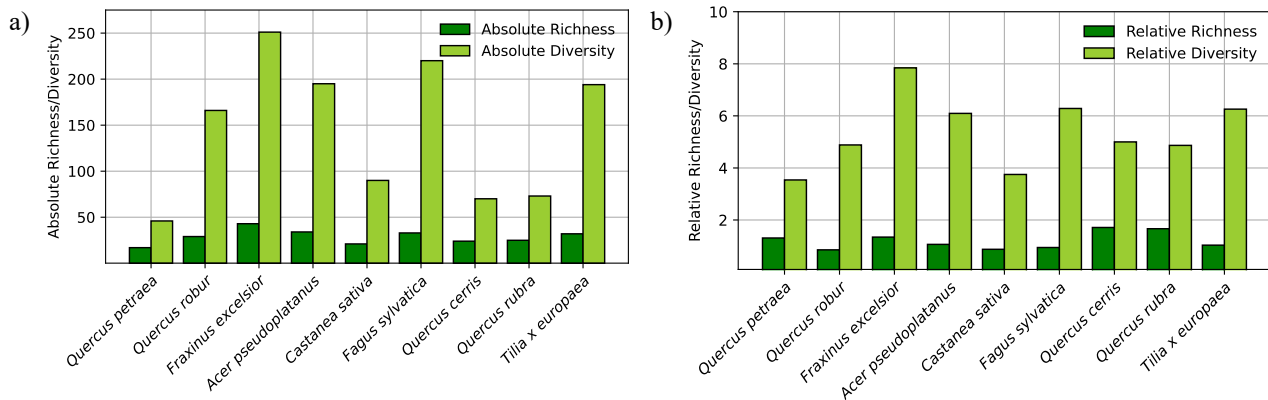 a)
Absolute Richness/Diversity
250
200
150
100
50
Absolute Richness
Absolute Diversity
Quercus petraea
Quercus robur
Fraxinus excelsior
Acer pseudoplatanus
Castanea sativa
Fagus sylvatica
Quercus cerris
Quercus rubra
Tilia x europaea
b)
Relative Richness/Diversity
10
8
6
4
2
Relative Richness
Relative Diversity
Quercus petraea
Quercus robur
Fraxinus excelsior
Acer pseudoplatanus
Castanea sativa
Fagus sylvatica
Quercus cerris
Quercus rubra
Tilia x europaea